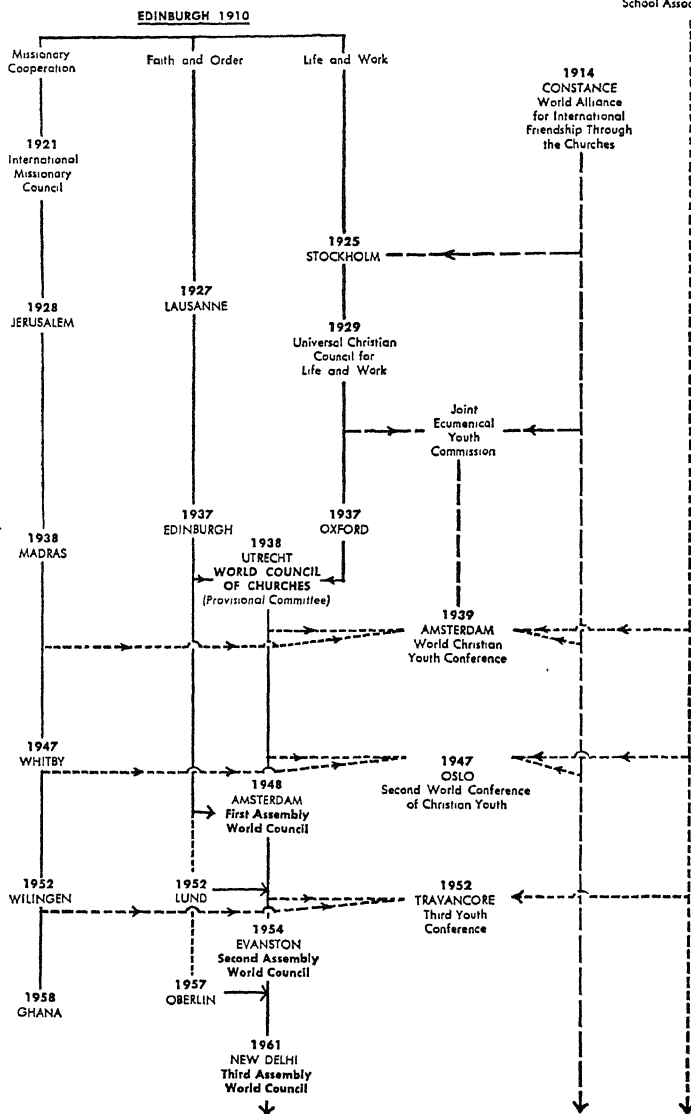 School Assoc
EDINBURGH 1910
Missionary
Cooperation
Faith and Order
Life and Work
1914
CONSTANCE
World Alliance
for International
Friendship Through
the Churches
1921
International
Missionary
Council
1925
STOCKHOLM
1927
LAUSANNE
1928
JERUSALEM
1929
Universal Christian
Council for
Life and Work
Joint
Ecumenical
Youth
Commission
1937
EDINBURGH
1937
OXFORD
1938
MADRAS
1938
UTRECHT
WORLD COUNCIL
OF CHURCHES
(Provisional Committee)
1939
AMSTERDAM
World Christian
Youth Conference
1947
WHITBY
1947
OSLO
Second World Conference
of Christian Youth
1948
AMSTERDAM
First Assembly
World Council
1952
WILINGEN
1952
LUND
1952
TRAVANCORE
Third Youth
Conference
1954
EVANSTON
Second Assembly
World Council
1957
OBERLIN
1958
GHANA
1961
NEW DELHI
Third Assembly
World Council